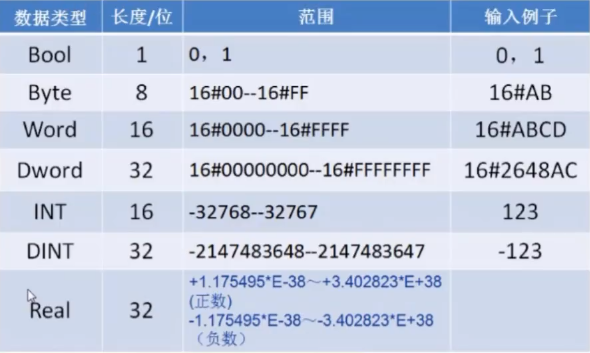 数据类型 长度/位 范围 输入例子
Bool 1 0，1 0，1
Byte 8 16#00--16#FF 16#AB
Word 16 16#0000--16#FFFF 16#ABCD
Dword 32 16#00000000--16#FFFFFFFF 16#2648AC
INT 16 -32768--32767 123
DINT 32 -2147483648--2147483647 -123
Real 32 +1.175495*E-38～+3.402823*E+38
(正数)
-1.175495*E-38～-3.402823*E+38
（负数）